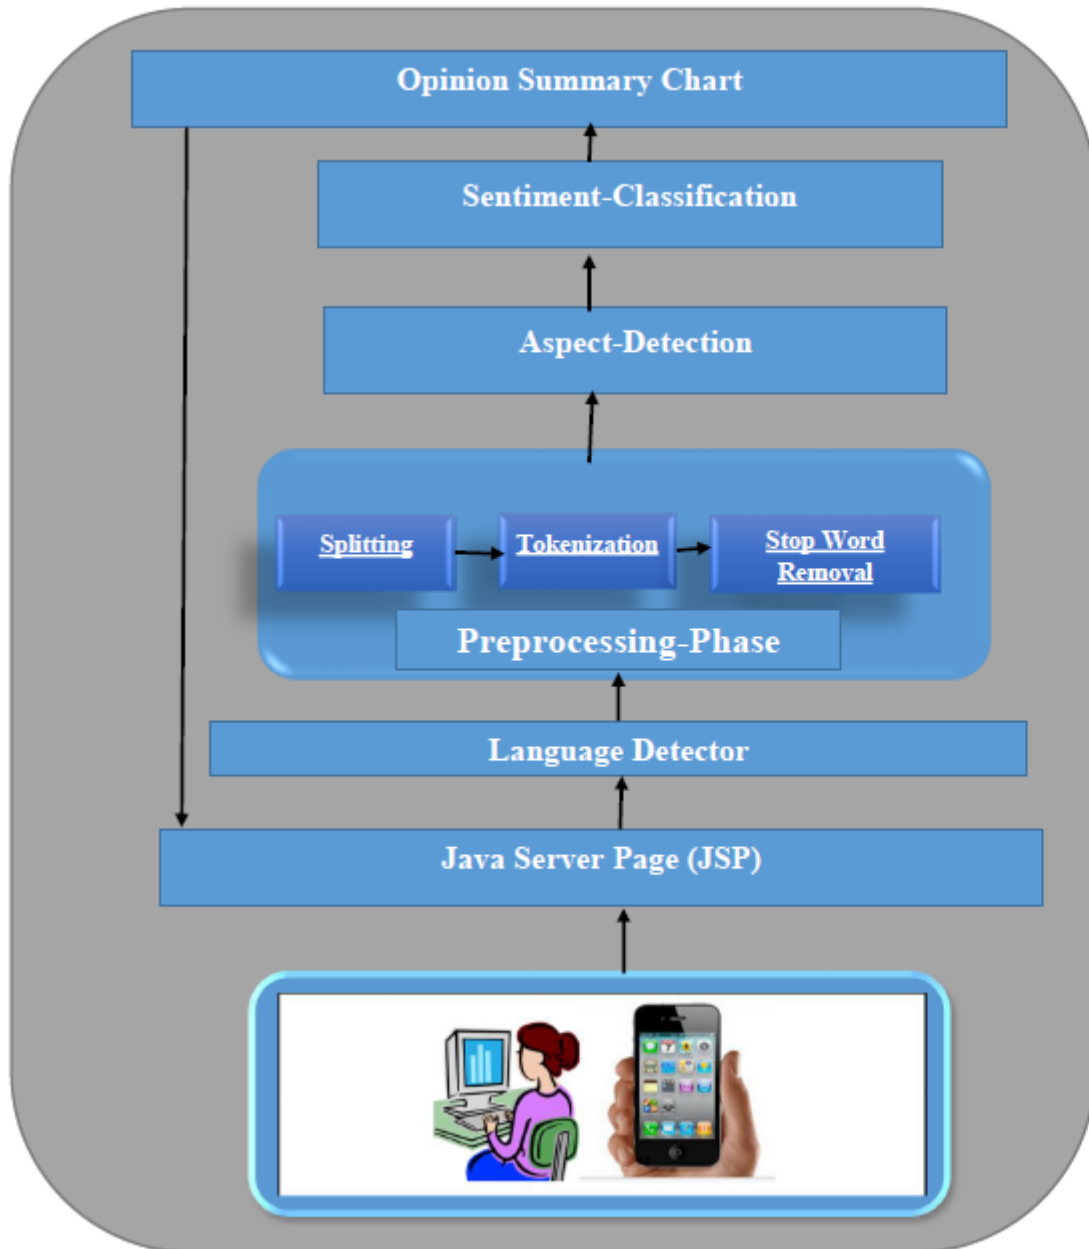 Opinion Summary Chart
Sentiment-Classification
Aspect-Detection
Splitting
Tokenization
Stop Word
Removal
Preprocessing-Phase
Language Detector
Java Server Page (JSP)